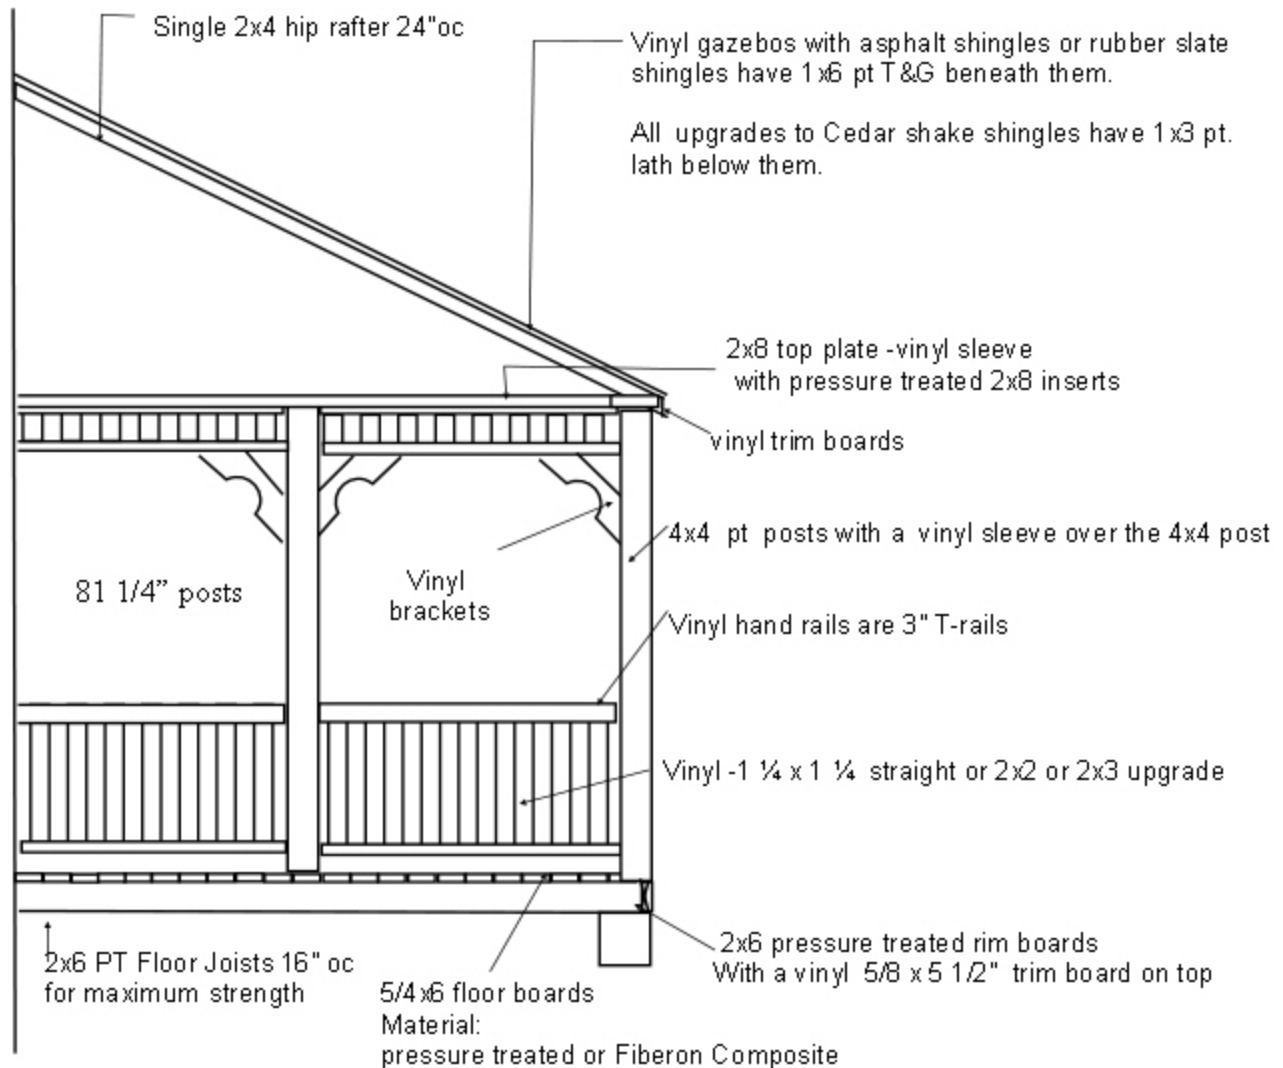 Single 2x4 hip rafter 24"oc
Vinyl gazebos with asphalt shingles or rubber slate
shingles have 1x6 pt T&G beneath them.
All upgrades to Cedar shake shingles have 1x3 pt.
lath below them.
2x8 top plate -vinyl sleeve
with pressure treated 2x8 inserts
vinyl trim boards
4x4 pt posts with a vinyl sleeve over the 4x4 post
81 1/4” posts
Vinyl
brackets
Vinyl hand rails are 3" T-rails
Vinyl -1 ¼ x 1 ¼ straight or 2x2 or 2x3 upgrade
2x6 pressure treated rim boards
With a vinyl 5/8 x 5 1/2" trim board on top
2x6 PT Floor Joists 16" oc
for maximum strength
5/4x6 floor boards
Material:
pressure treated or Fiberon Composite